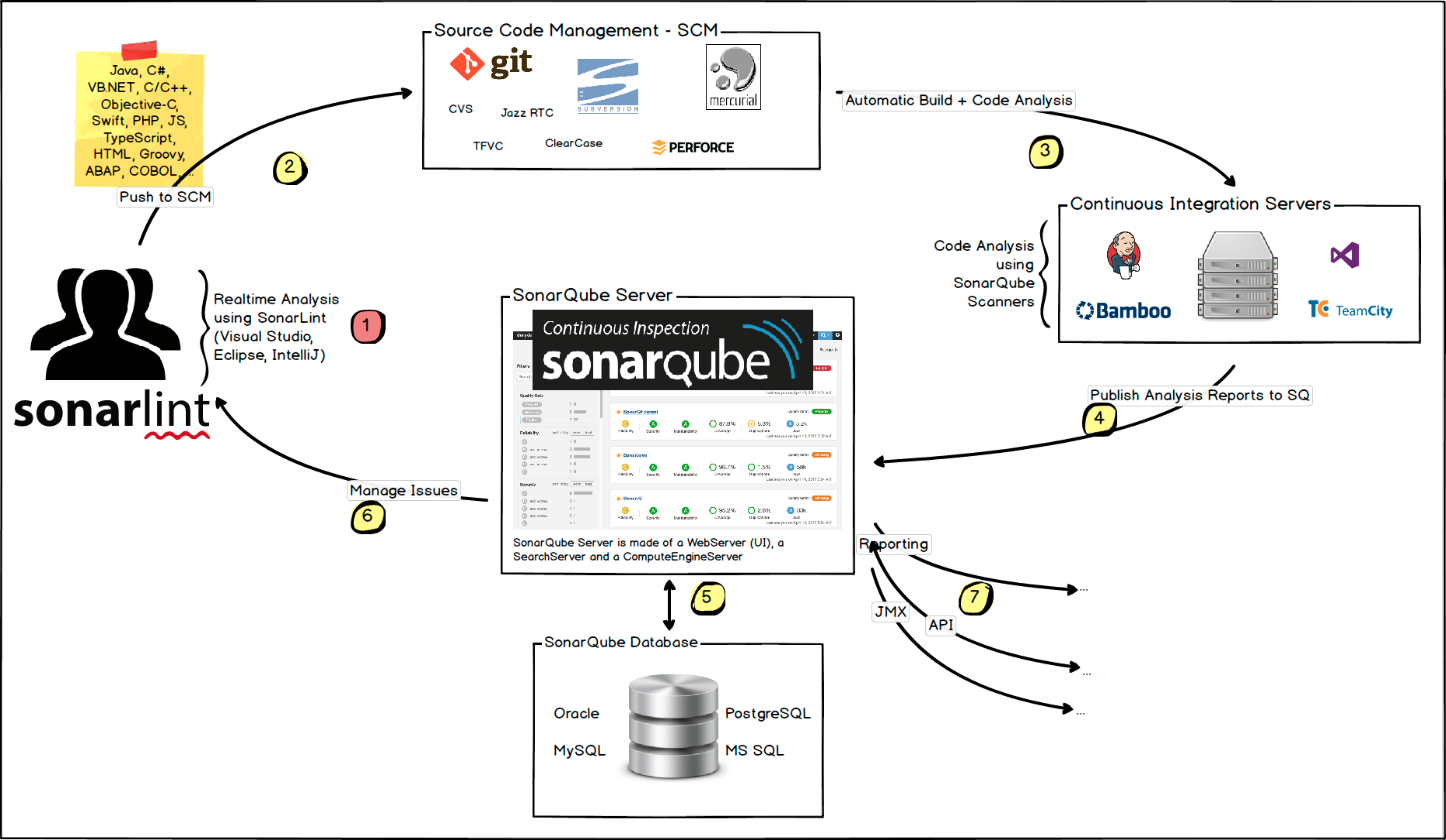 Source Code Management - SCM
git
SUBVERSION
mercurial
CVS
Jazz RTC
TFVC
ClearCase
PERFORCE
Java, C#,
VB.NET, C/C++,
Objective-C,
Swift, PHP, JS,
TypeScript,
HTML, Groovy,
ABAP, COBOL, ...
Push to SCM
2
Automatic Build + Code Analysis
3
Continuous Integration Servers
Bamboo
TeamCity
Code Analysis
using
SonarQube
Scanners
Realtime Analysis
using SonarLint
(Visual Studio,
Eclipse, IntelliJ)
1
sonarlint
SonarQube Server
Continuous Inspection
sonarqube
SonarQube Server is made of a WebServer (UI), a
SearchServer and a ComputeEngineServer
Publish Analysis Reports to SQ
4
Manage Issues
6
Reporting
...
JMX
API
7
...
...
5
SonarQube Database
Oracle
PostgreSQL
MySQL
MS SQL